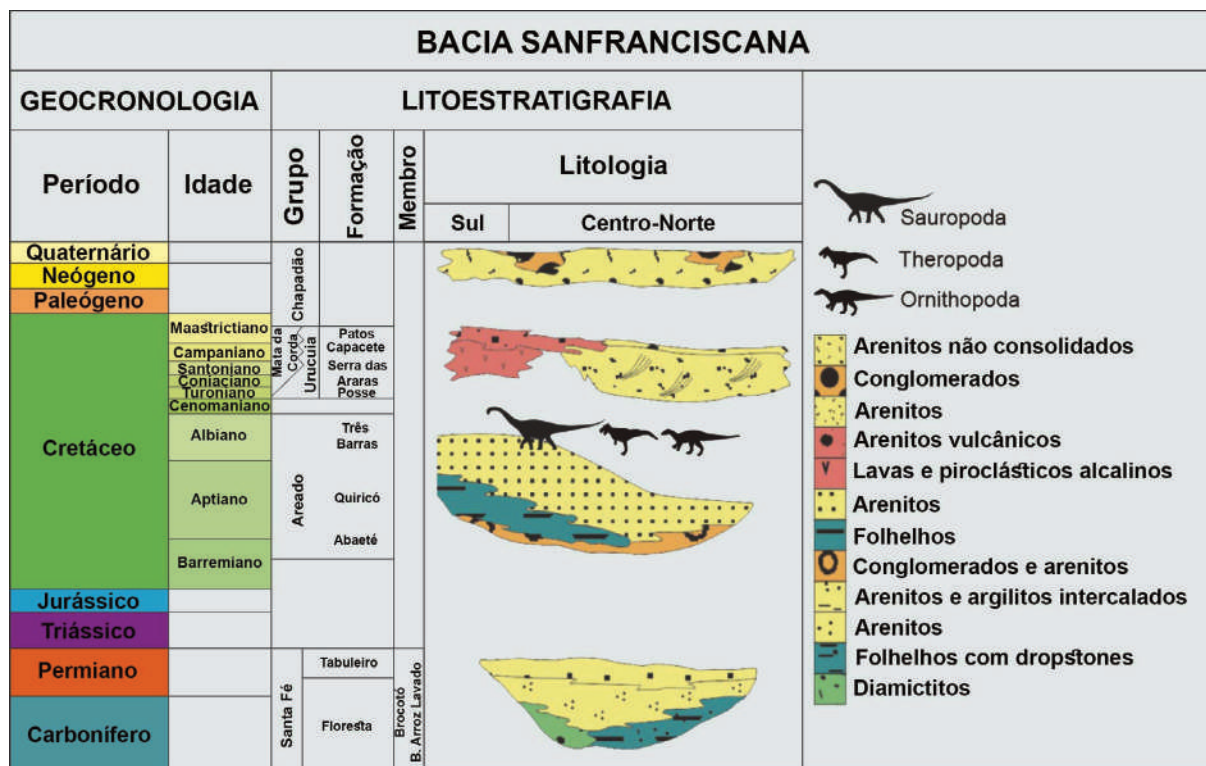 BACIA SANFRANCISCANA
GEOCRONOLOGIA
LITOESTRATIGRAFIA
Período
Idade
Grupo
Formação
Membro
Litologia
Sul
Centro-Norte
Quaternário
Neógeno
Paleógeno
Cretáceo
Jurássico
Triássico
Permiano
Carbonífero
Maastrictiano
Campaniano
Santoniano
Coniaciano
Turoniano
Cenomaniano
Albiano
Aptiano
Barremiano
Chapadão
Mata da
Corda
Urucuia
Areado
Santa Fé
Patos
Capacete
Serra das
Araras
Posse
Três
Barras
Quiricó
Abaeté
Tabuleiro
Floresta
Brocotó
B. Arroz Lavado
Sauropoda
Theropoda
Ornithopoda
Arenitos não consolidados
Conglomerados
Arenitos
Arenitos vulcânicos
Lavas e piroclásticos alcalinos
Arenitos
Folhelhos
Conglomerados e arenitos
Arenitos e argilitos intercalados
Arenitos
Folhelhos com dropstones
Diamictitos